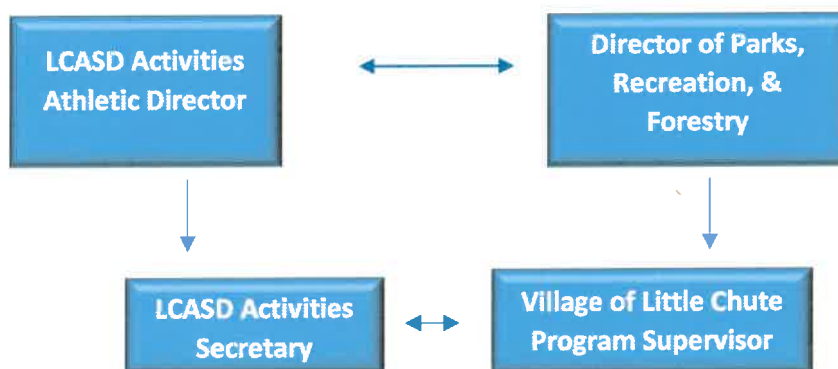 LCASD Activities
Athletic Director
Director of Parks,
Recreation, &
Forestry
LCASD Activities
Secretary
Village of Little Chute
Program Supervisor